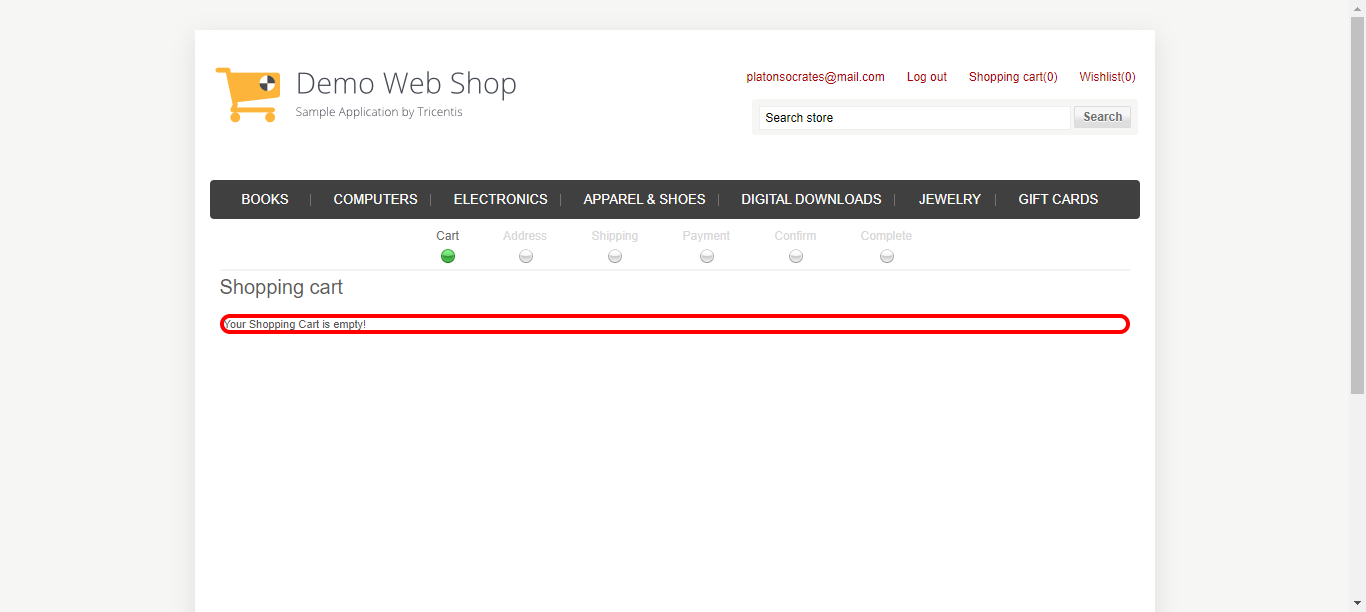 Demo Web Shop
Sample Application by Tricentis
platonsocrates@mail.com Log out Shopping cart(0) Wishlist(0)
Search store Search
BOOKS COMPUTERS ELECTRONICS APPAREL & SHOES DIGITAL DOWNLOADS JEWELRY GIFT CARDS
Cart Address Shipping Payment Confirm Complete
Shopping cart
Your Shopping Cart is empty!